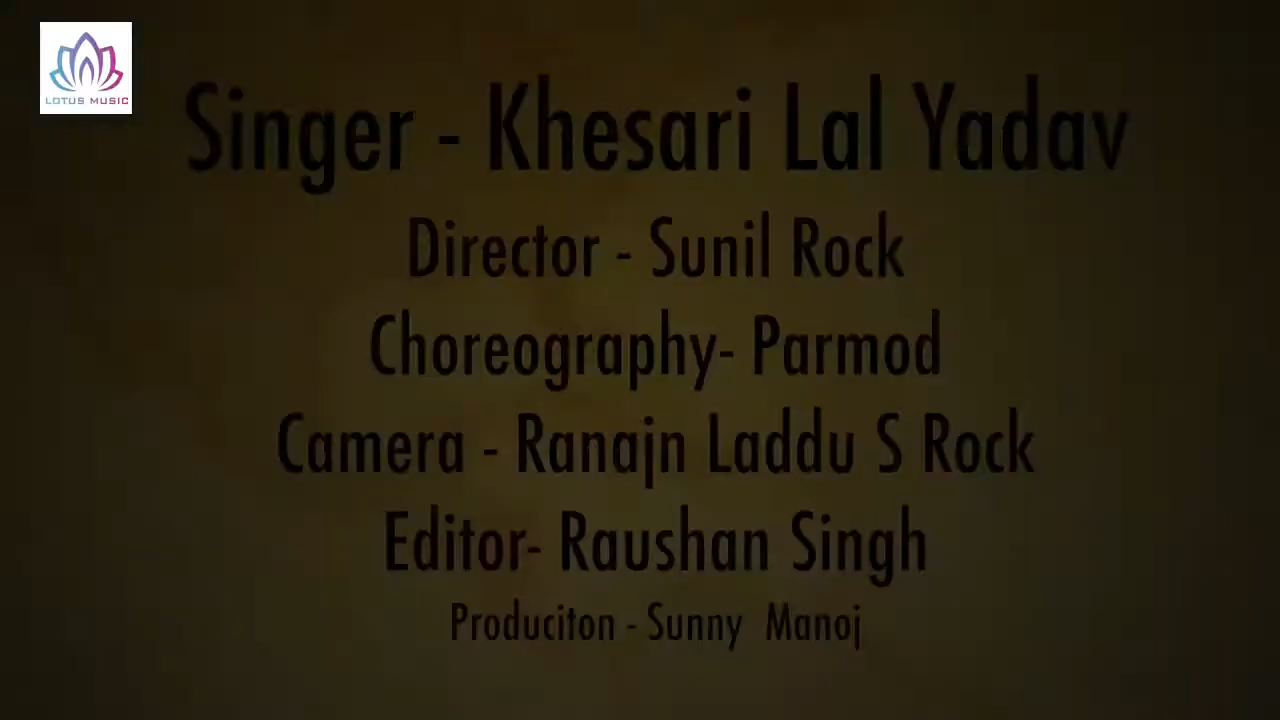 LOTUS MUSIC
Singer - Khesari Lal Yadav
Director - Sunil Rock
Choreography- Parmod
Camera - Ranajn Laddu S Rock
Editor- Raushan Singh
Produciton - Sunny Manoj